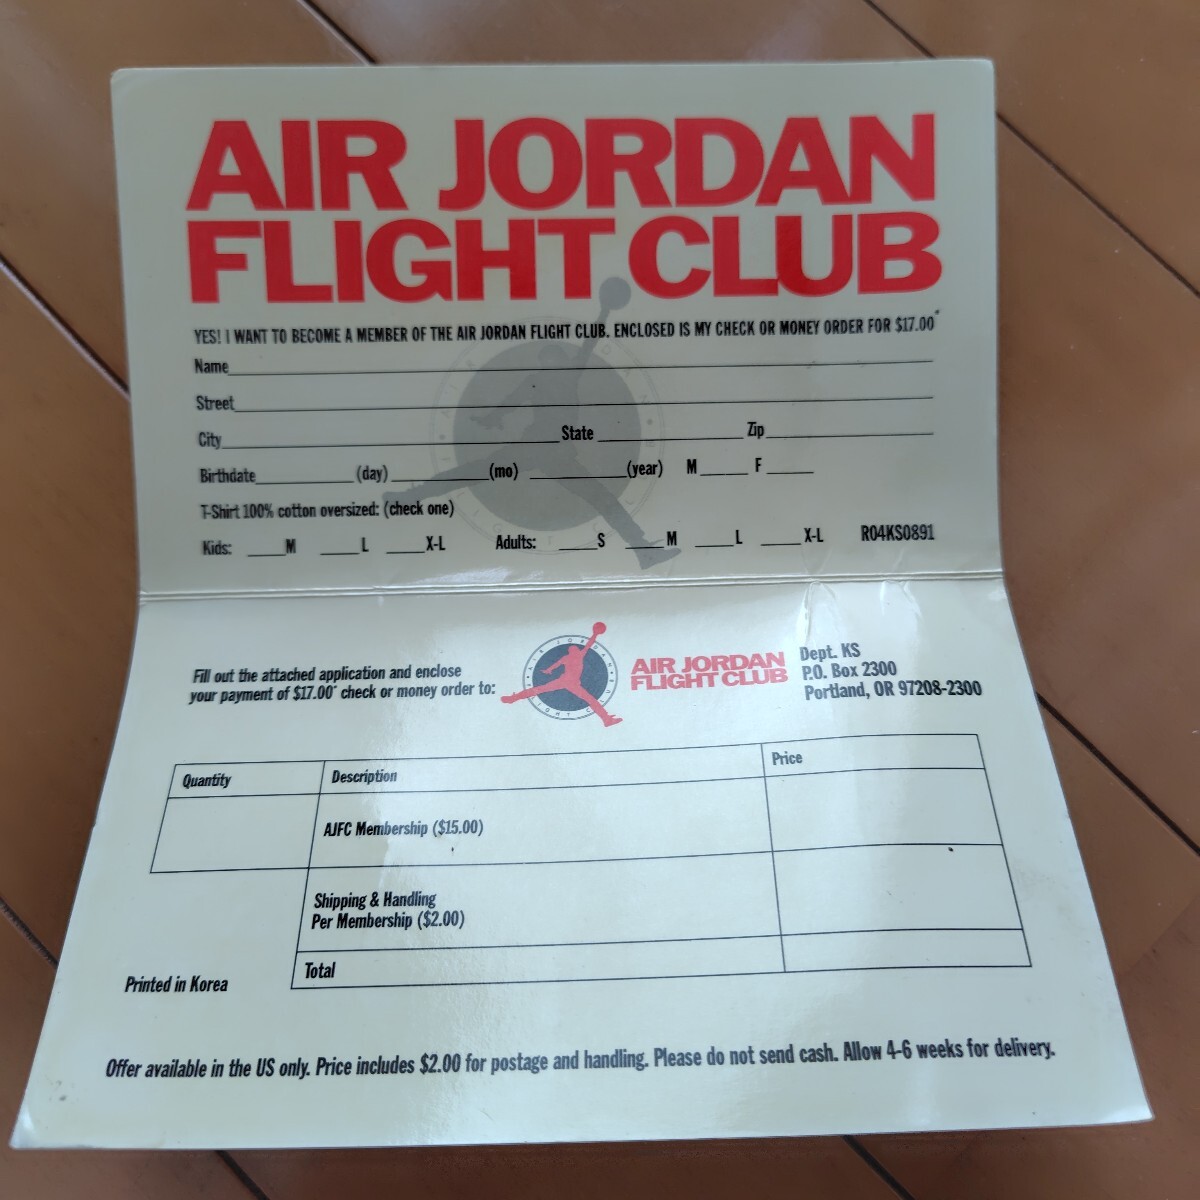 AIR JORDAN
FLIGHT CLUB
YES! I WANT TO BECOME A MEMBER OF THE AIR JORDAN FLIGHT CLUB. ENCLOSED IS MY CHECK OR MONEY ORDER FOR $17.00*
Name
Street
City State Zip
Birthdate (day) (mo) (year) M F
T-Shirt 100% cotton oversized: (check one)
Kids: M L X-L Adults: S M L X-L R04KS0891
Fill out the attached application and enclose
your payment of $17.00* check or money order to:
AIR JORDAN
FLIGHT CLUB
Dept. KS
P.O. Box 2300
Portland, OR 97208-2300
Quantity Description Price
AJFC Membership ($15.00)
Shipping & Handling
Per Membership ($2.00)
Total
Printed in Korea
Offer available in the US only. Price includes $2.00 for postage and handling. Please do not send cash. Allow 4-6 weeks for delivery.